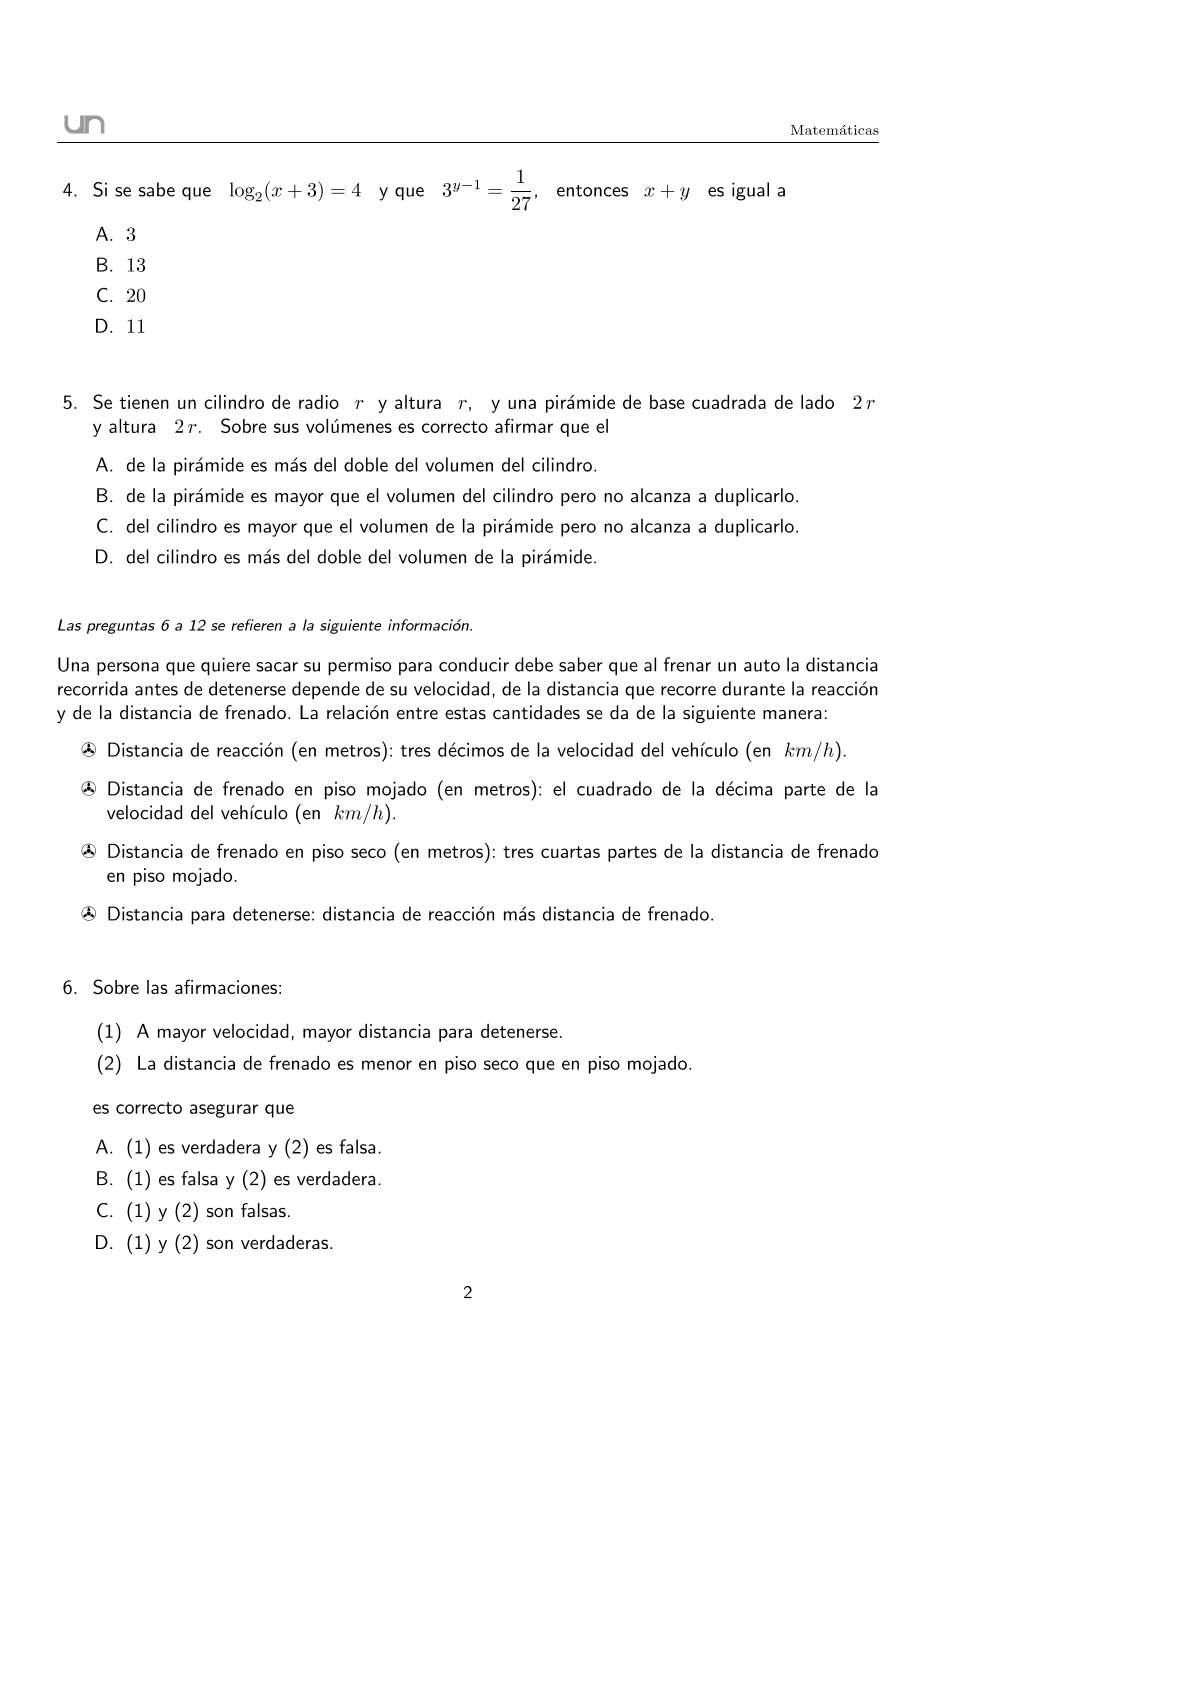 un
Matemáticas
4. Si se sabe que log₂(x + 3) = 4 y que 3^{y−1} = 1/27, entonces x + y es igual a
A. 3
B. 13
C. 20
D. 11
5. Se tienen un cilindro de radio r y altura r, y una pirámide de base cuadrada de lado 2 r
y altura 2 r. Sobre sus volúmenes es correcto afirmar que el
A. de la pirámide es más del doble del volumen del cilindro.
B. de la pirámide es mayor que el volumen del cilindro pero no alcanza a duplicarlo.
C. del cilindro es mayor que el volumen de la pirámide pero no alcanza a duplicarlo.
D. del cilindro es más del doble del volumen de la pirámide.
Las preguntas 6 a 12 se refieren a la siguiente información.
Una persona que quiere sacar su permiso para conducir debe saber que al frenar un auto la distancia
recorrida antes de detenerse depende de su velocidad, de la distancia que recorre durante la reacción
y de la distancia de frenado. La relación entre estas cantidades se da de la siguiente manera:
✇ Distancia de reacción (en metros): tres décimos de la velocidad del vehículo (en km/h).
✇ Distancia de frenado en piso mojado (en metros): el cuadrado de la décima parte de la
velocidad del vehículo (en km/h).
✇ Distancia de frenado en piso seco (en metros): tres cuartas partes de la distancia de frenado
en piso mojado.
✇ Distancia para detenerse: distancia de reacción más distancia de frenado.
6. Sobre las afirmaciones:
(1) A mayor velocidad, mayor distancia para detenerse.
(2) La distancia de frenado es menor en piso seco que en piso mojado.
es correcto asegurar que
A. (1) es verdadera y (2) es falsa.
B. (1) es falsa y (2) es verdadera.
C. (1) y (2) son falsas.
D. (1) y (2) son verdaderas.
2